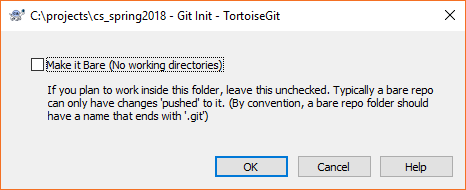 C:\projects\cs_spring2018 - Git Init - TortoiseGit
Make it Bare (No working directories)
If you plan to work inside this folder, leave this unchecked. Typically a bare repo
can only have changes 'pushed' to it. (By convention, a bare repo folder should
have a name that ends with '.git')
OK Cancel Help